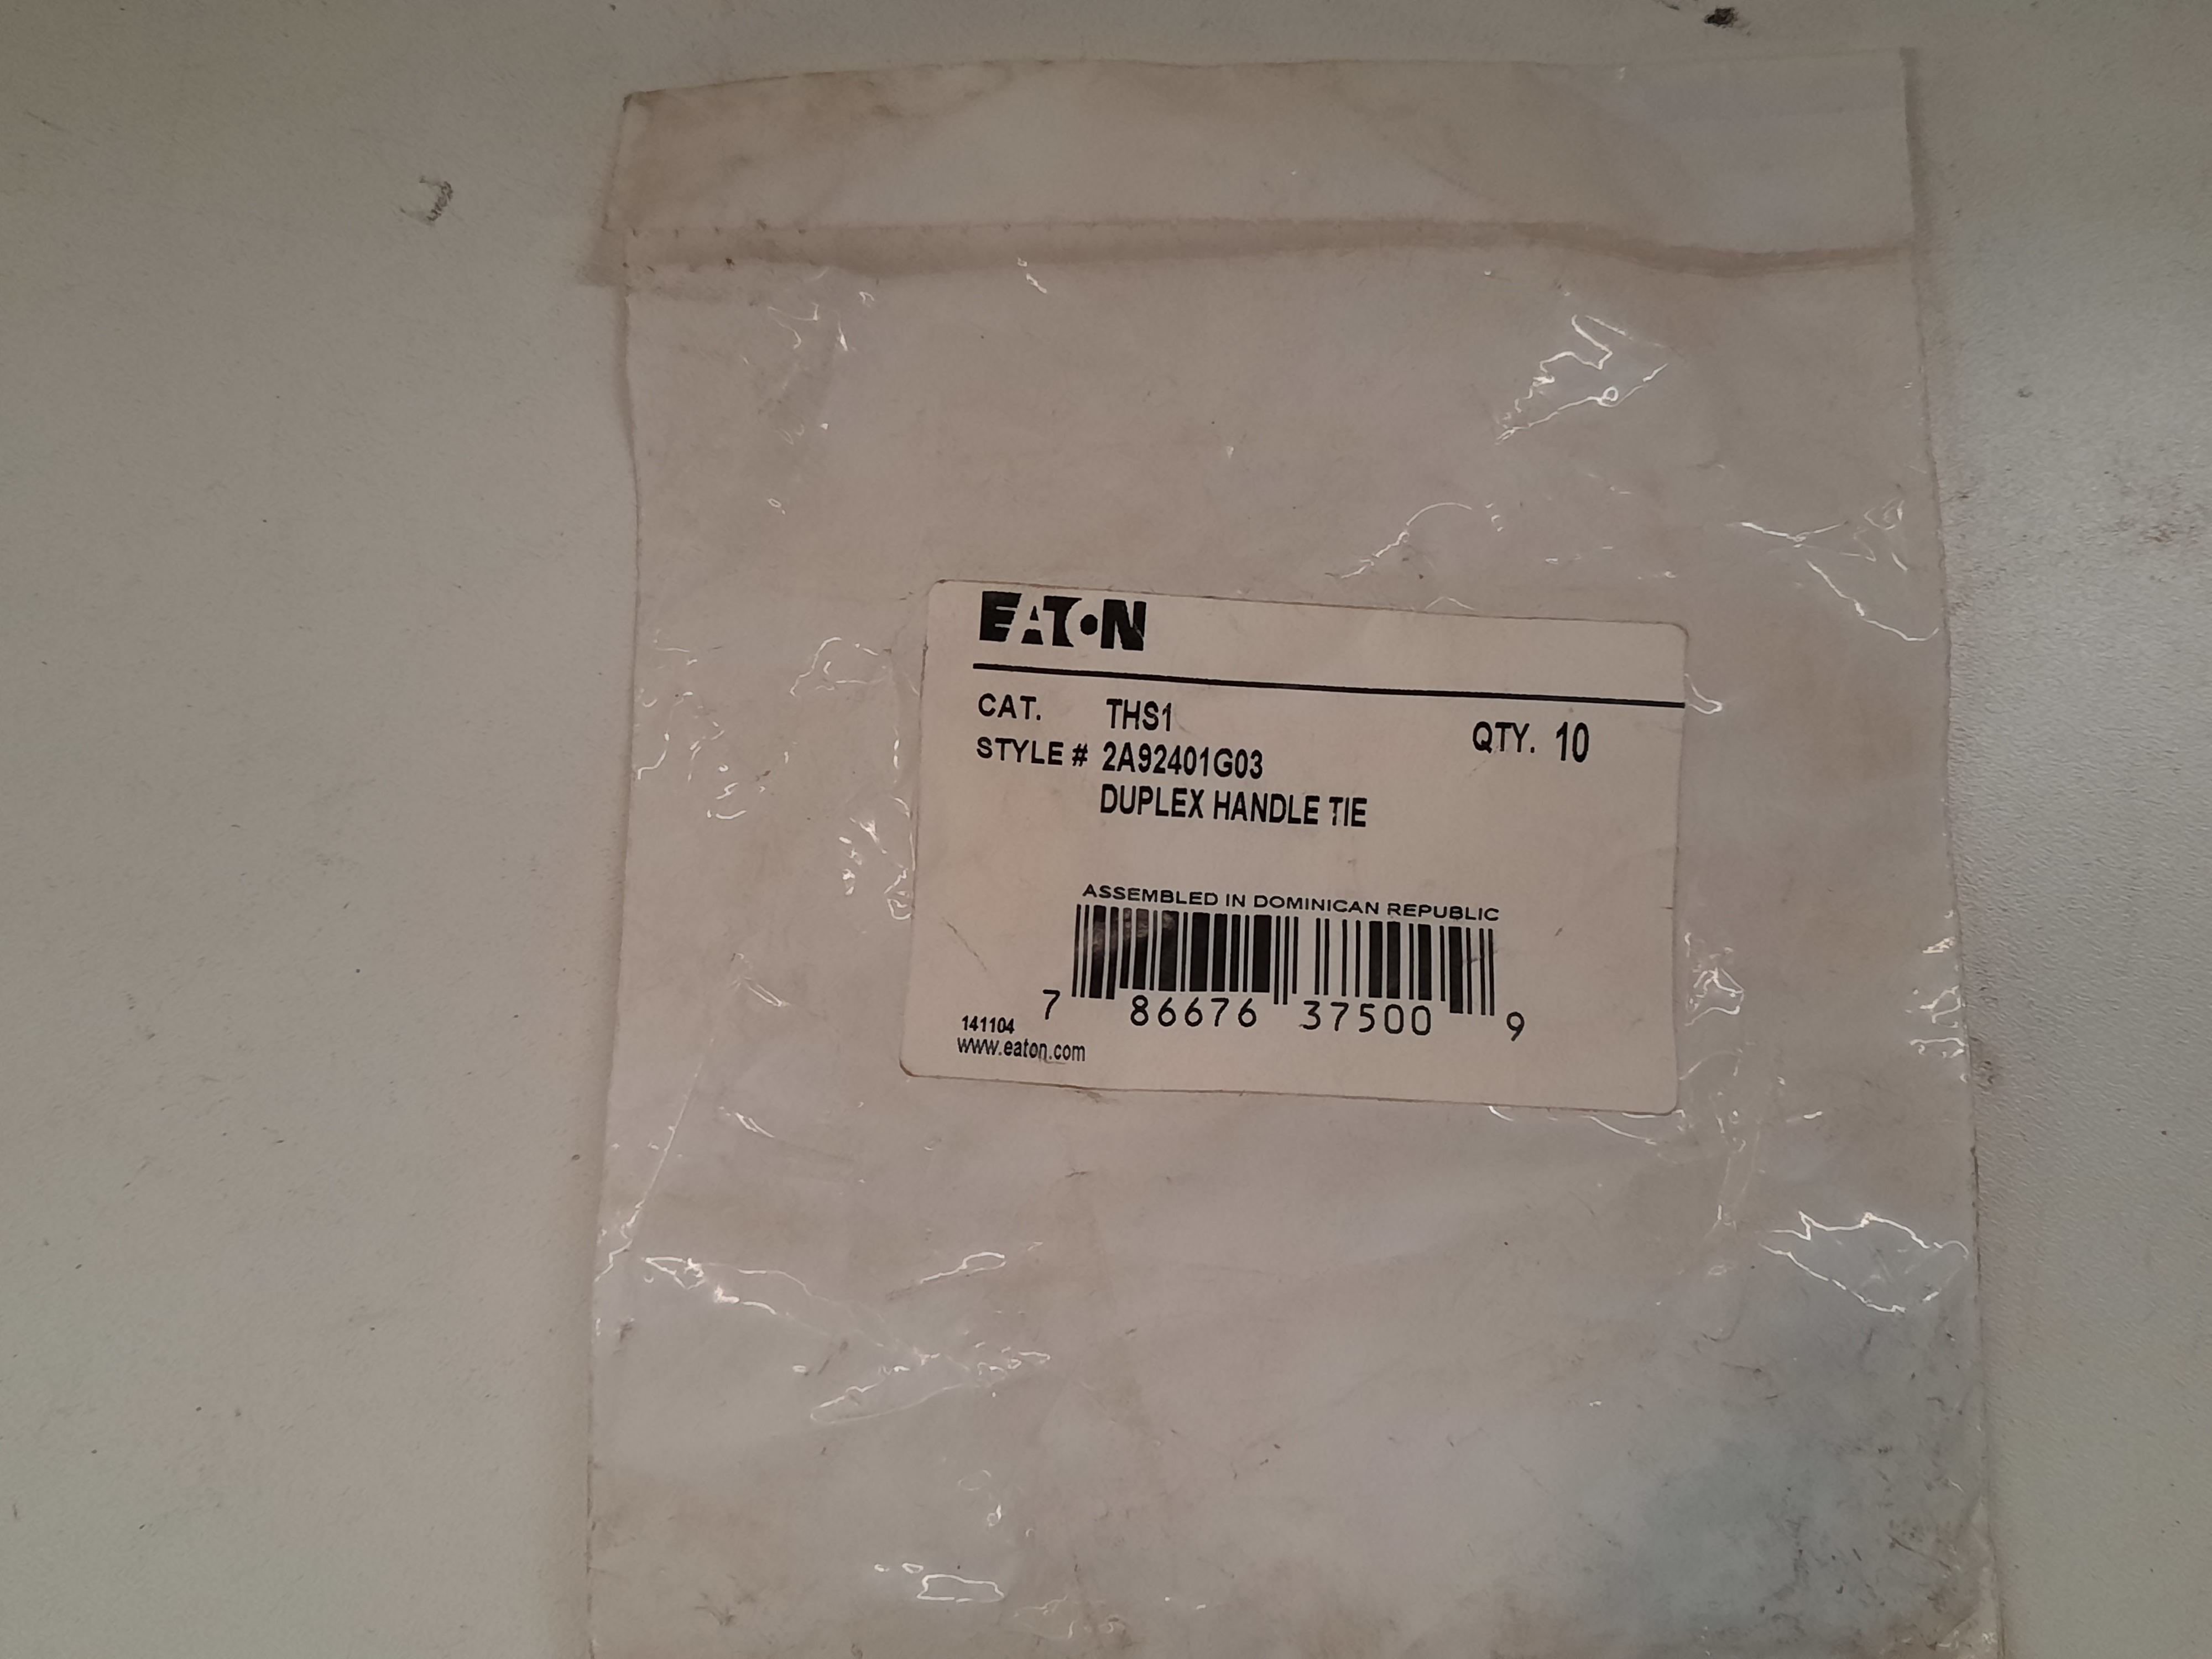 EATON
CAT. THS1 QTY. 10
STYLE # 2A92401G03
DUPLEX HANDLE TIE
ASSEMBLED IN DOMINICAN REPUBLIC
7 86676 37500 9
141104
www.eaton.com